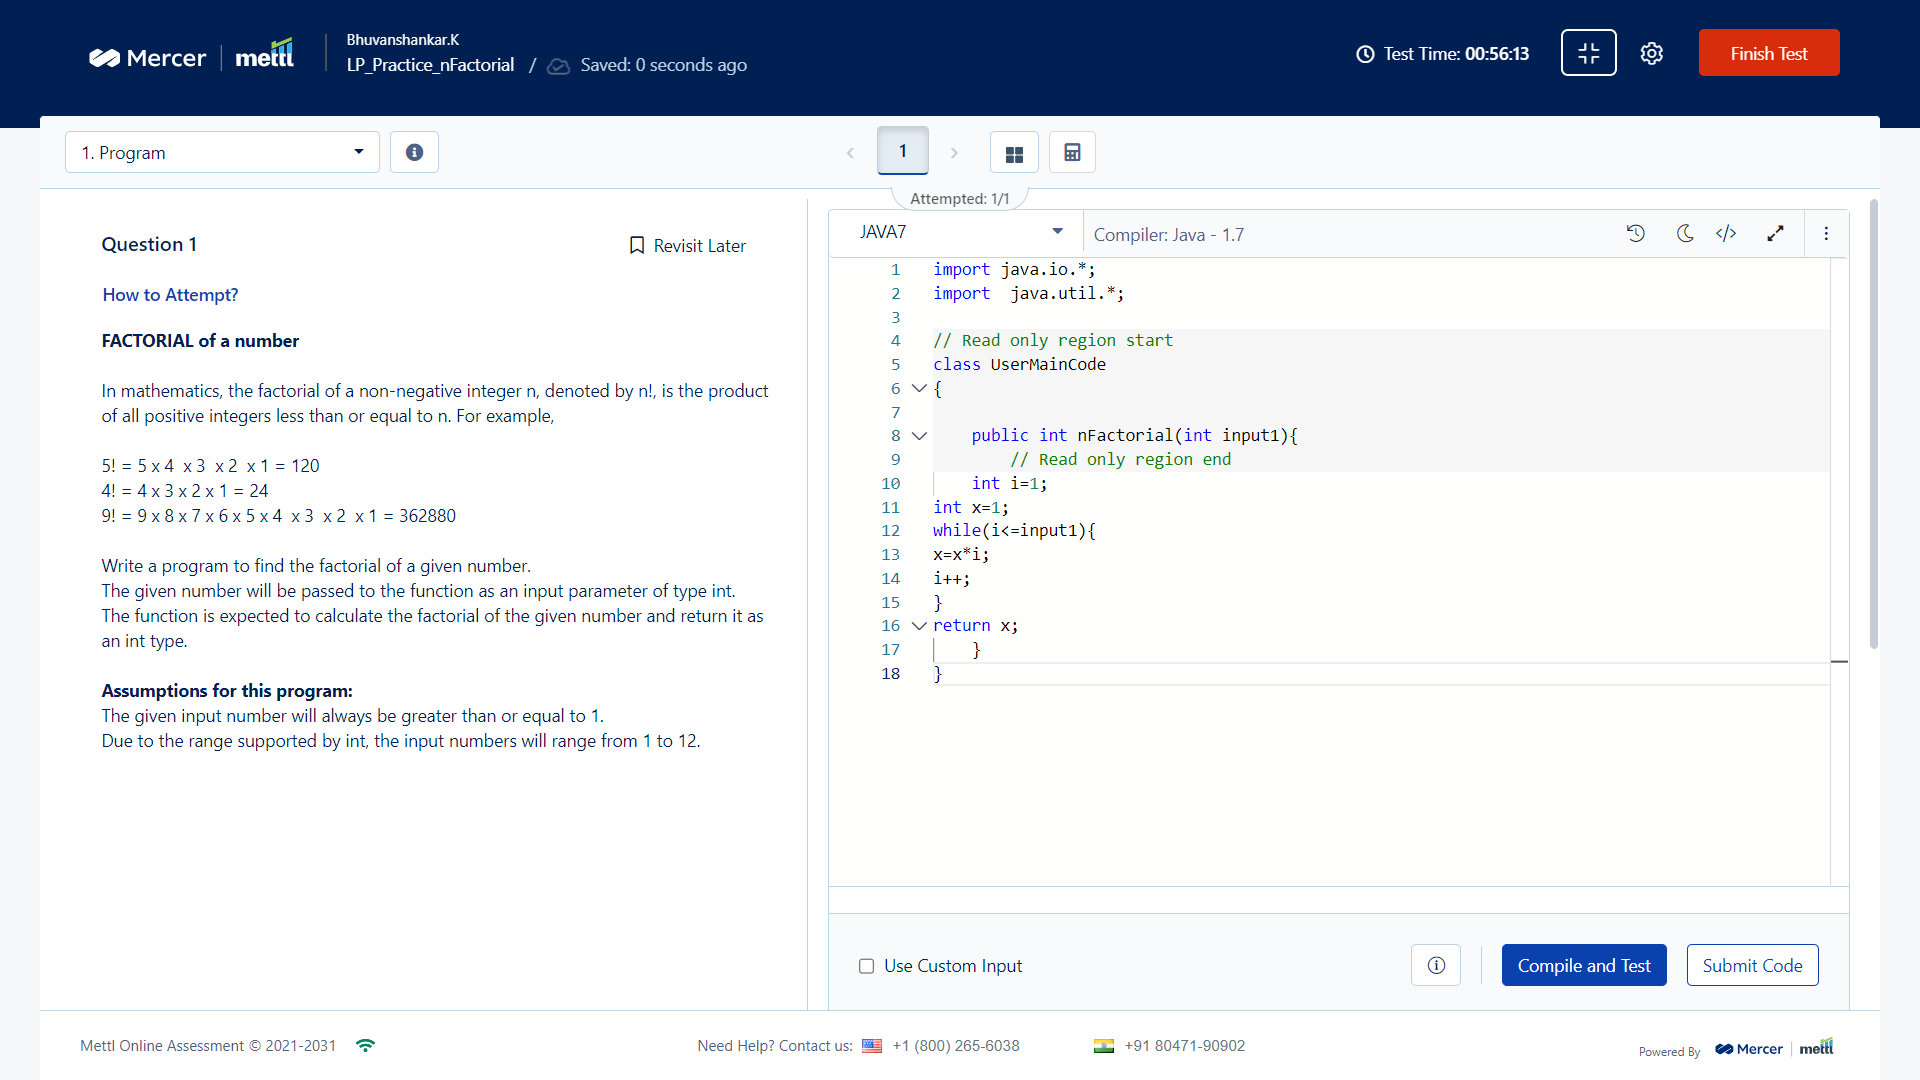 Mercer | mettl
Bhuvanshankar.K
LP_Practice_nFactorial / Saved: 0 seconds ago
Test Time: 00:56:13
Finish Test
1. Program
1
Attempted: 1/1
Question 1
Revisit Later
How to Attempt?
FACTORIAL of a number
In mathematics, the factorial of a non-negative integer n, denoted by n!, is the product
of all positive integers less than or equal to n. For example,
5! = 5 x 4  x 3  x 2  x 1 = 120
4! = 4 x 3 x 2 x 1 = 24
9! = 9 x 8 x 7 x 6 x 5 x 4  x 3  x 2  x 1 = 362880
Write a program to find the factorial of a given number.
The given number will be passed to the function as an input parameter of type int.
The function is expected to calculate the factorial of the given number and return it as
an int type.
Assumptions for this program:
The given input number will always be greater than or equal to 1.
Due to the range supported by int, the input numbers will range from 1 to 12.
JAVA7
Compiler: Java - 1.7
1 import java.io.*;
2 import  java.util.*;
3
4 // Read only region start
5 class UserMainCode
6 {
7
8     public int nFactorial(int input1){
9         // Read only region end
10     int i=1;
11 int x=1;
12 while(i<=input1){
13 x=x*i;
14 i++;
15 }
16 return x;
17     }
18 }
Use Custom Input
Compile and Test
Submit Code
Mettl Online Assessment © 2021-2031
Need Help? Contact us: +1 (800) 265-6038
+91 80471-90902
Powered By Mercer | mettl